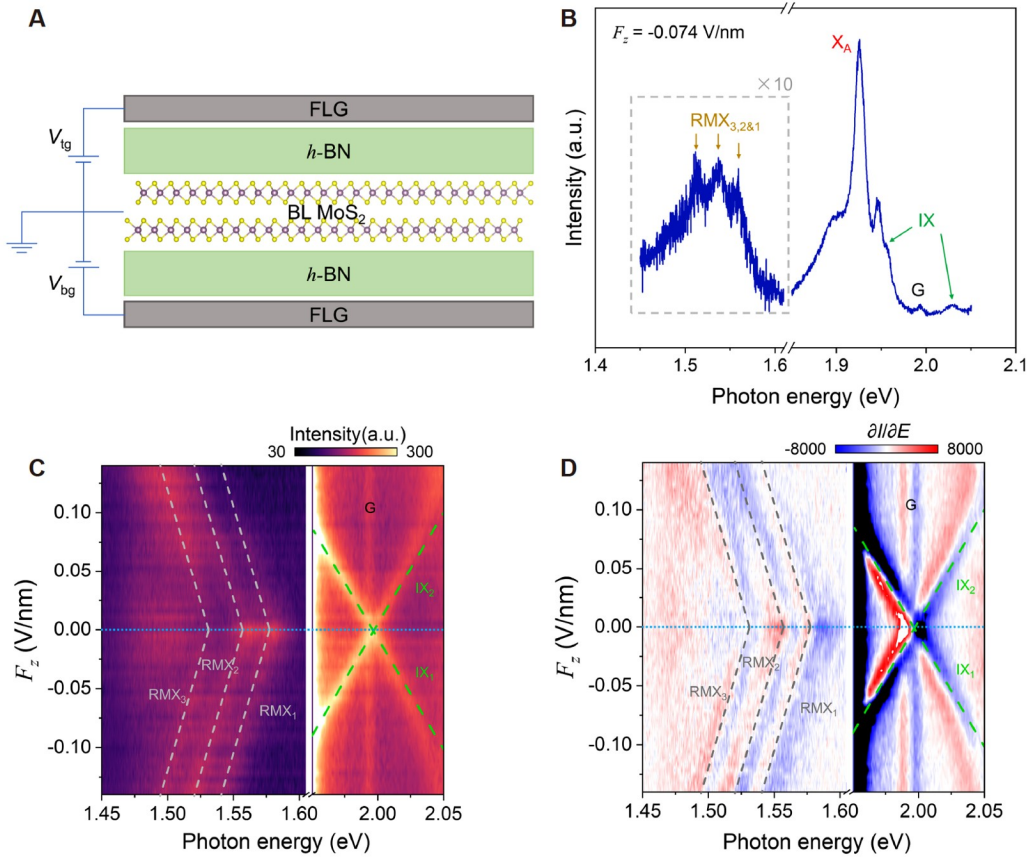 A
FLG
h-BN
BL MoS₂
h-BN
FLG
Vtg
Vbg
B
Fz = -0.074 V/nm
XA
×10
RMX3,2&1
IX
G
Intensity (a.u.)
1.4 1.5 1.6 1.9 2.0 2.1
Photon energy (eV)
C
Intensity(a.u.)
30 300
G
IX₂
IX₁
RMX₃
RMX₂
RMX₁
Fz (V/nm)
0.10
0.05
0.00
-0.05
-0.10
1.45 1.50 1.55 1.60 2.00 2.05
Photon energy (eV)
D
∂I/∂E
-8000 8000
G
IX₂
IX₁
RMX₃
RMX₂
RMX₁
Fz (V/nm)
0.10
0.05
0.00
-0.05
-0.10
1.45 1.50 1.55 1.60 2.00 2.05
Photon energy (eV)